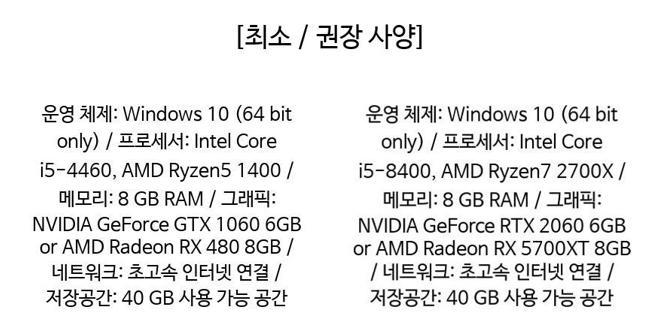 [최소 / 권장 사양]
운영 체제: Windows 10 (64 bit
only) / 프로세서: Intel Core
i5-4460, AMD Ryzen5 1400 /
메모리: 8 GB RAM / 그래픽:
NVIDIA GeForce GTX 1060 6GB
or AMD Radeon RX 480 8GB /
네트워크: 초고속 인터넷 연결 /
저장공간: 40 GB 사용 가능 공간
운영 체제: Windows 10 (64 bit
only) / 프로세서: Intel Core
i5-8400, AMD Ryzen7 2700X /
메모리: 8 GB RAM / 그래픽:
NVIDIA GeForce RTX 2060 6GB
or AMD Radeon RX 5700XT 8GB
/ 네트워크: 초고속 인터넷 연결 /
저장공간: 40 GB 사용 가능 공간